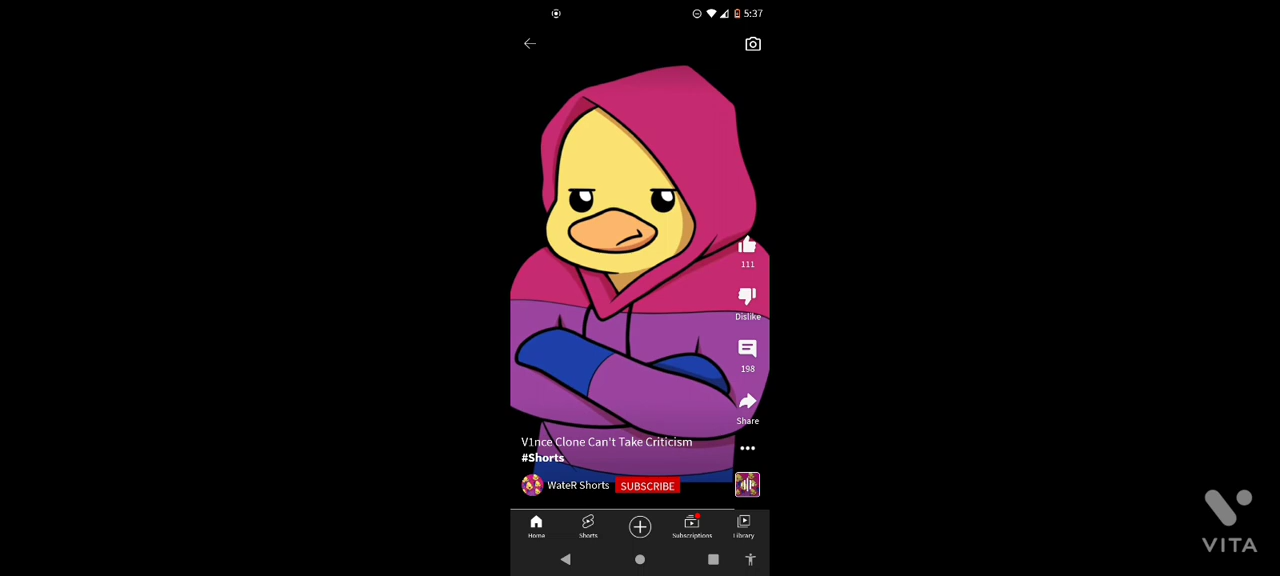 5:37
111
Dislike
198
Share
V1nce Clone Can't Take Criticism
#Shorts
WateR Shorts SUBSCRIBE
Home Shorts Subscriptions Library
VITA